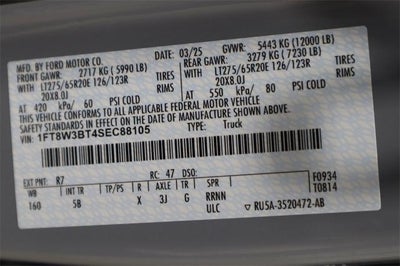 MFD. BY FORD MOTOR CO. DATE: 03/25 GVWR: 5443 KG (12000 LB)
FRONT GAWR: 2717 KG (5990 LB) REAR GAWR: 3279 KG (7230 LB)
LT275/65R20E 126/123R TIRES WITH LT275/65R20E 126/123R TIRES
20X8.0J RIMS 20X8.0J RIMS
AT 420 kPa/ 60 PSI COLD AT 550 kPa/ 80 PSI COLD
THIS VEHICLE CONFORMS TO ALL APPLICABLE FEDERAL MOTOR VEHICLE
SAFETY STANDARDS IN EFFECT ON THE DATE OF MANUFACTURE SHOWN ABOVE.
VIN: 1FT8W3BT4SEC88105 TYPE: Truck
EXT PNT: R7 RC: 47 DSO: F0934
WB INT TR TP/PS R AXLE TR SPR T0814
160 5B X 3J G RRNN
ULC RU5A-3520472-AB